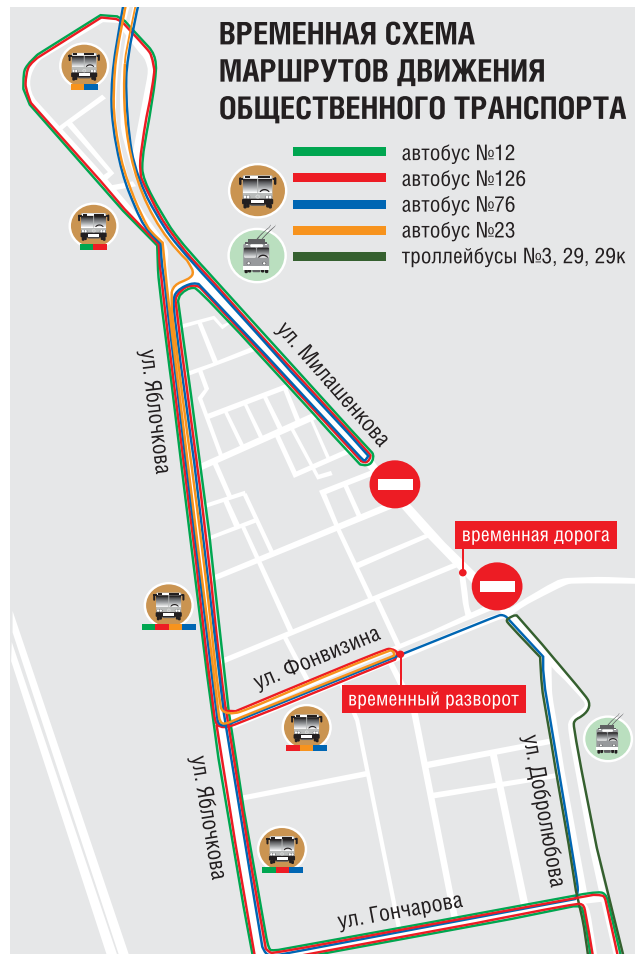 ВРЕМЕННАЯ СХЕМА
МАРШРУТОВ ДВИЖЕНИЯ
ОБЩЕСТВЕННОГО ТРАНСПОРТА
автобус №12
автобус №126
автобус №76
автобус №23
троллейбусы №3, 29, 29к
ул. Милашенкова
ул. Яблочкова
временная дорога
ул. Фонвизина
временный разворот
ул. Яблочкова
ул. Добролюбова
ул. Гончарова